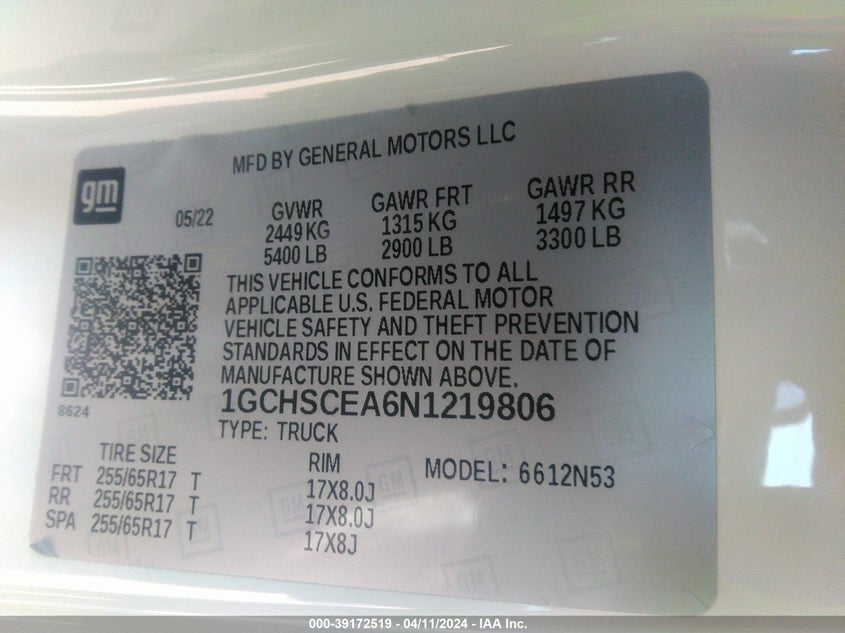 MFD BY GENERAL MOTORS LLC
gm
05/22
GVWR GAWR FRT GAWR RR
2449 KG 1315 KG 1497 KG
5400 LB 2900 LB 3300 LB
THIS VEHICLE CONFORMS TO ALL
APPLICABLE U.S. FEDERAL MOTOR
VEHICLE SAFETY AND THEFT PREVENTION
STANDARDS IN EFFECT ON THE DATE OF
MANUFACTURE SHOWN ABOVE.
8624
1GCHSCEA6N1219806
TYPE: TRUCK
TIRE SIZE RIM MODEL: 6612N53
FRT 255/65R17 T 17X8.0J
RR 255/65R17 T 17X8.0J
SPA 255/65R17 T 17X8J
000-39172519 - 04/11/2024 - IAA Inc.